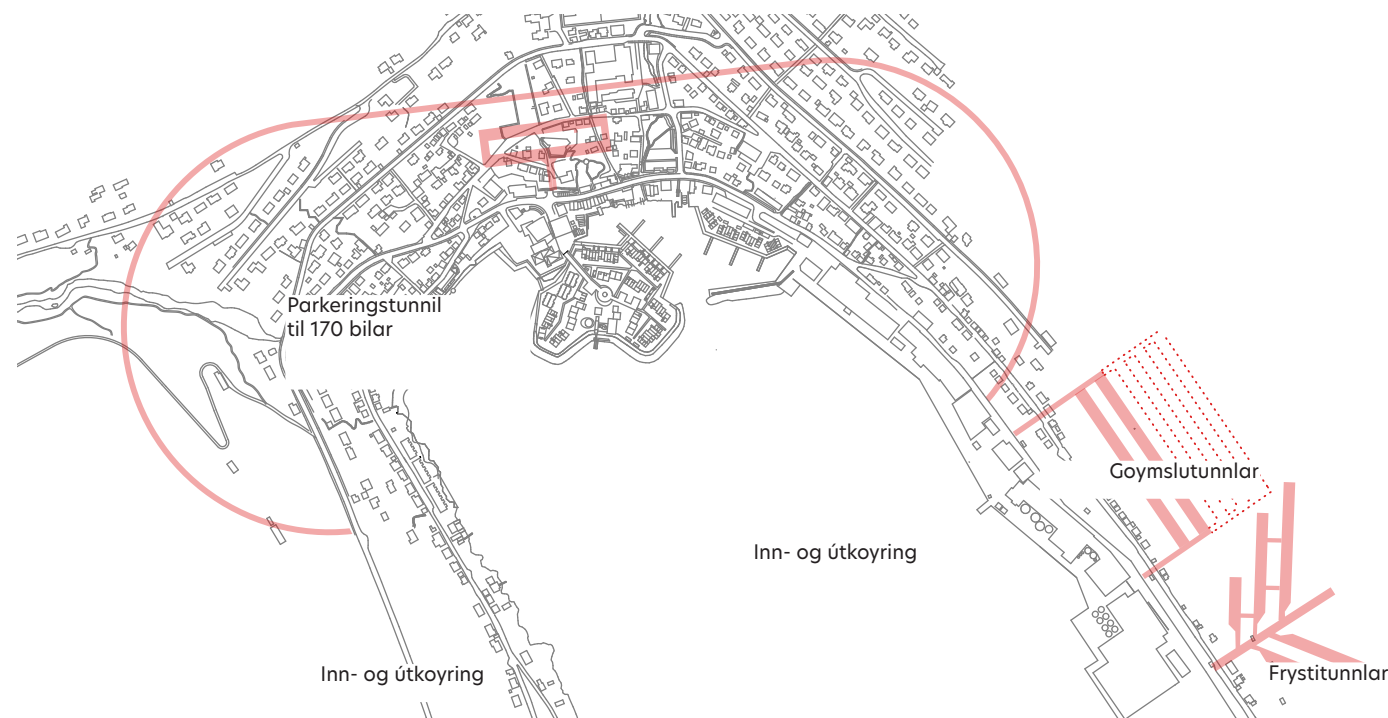 Parkeringstunnil
til 170 bilar
Goymslutunnlar
Inn- og útkoyring
Inn- og útkoyring
Frystitunnlar